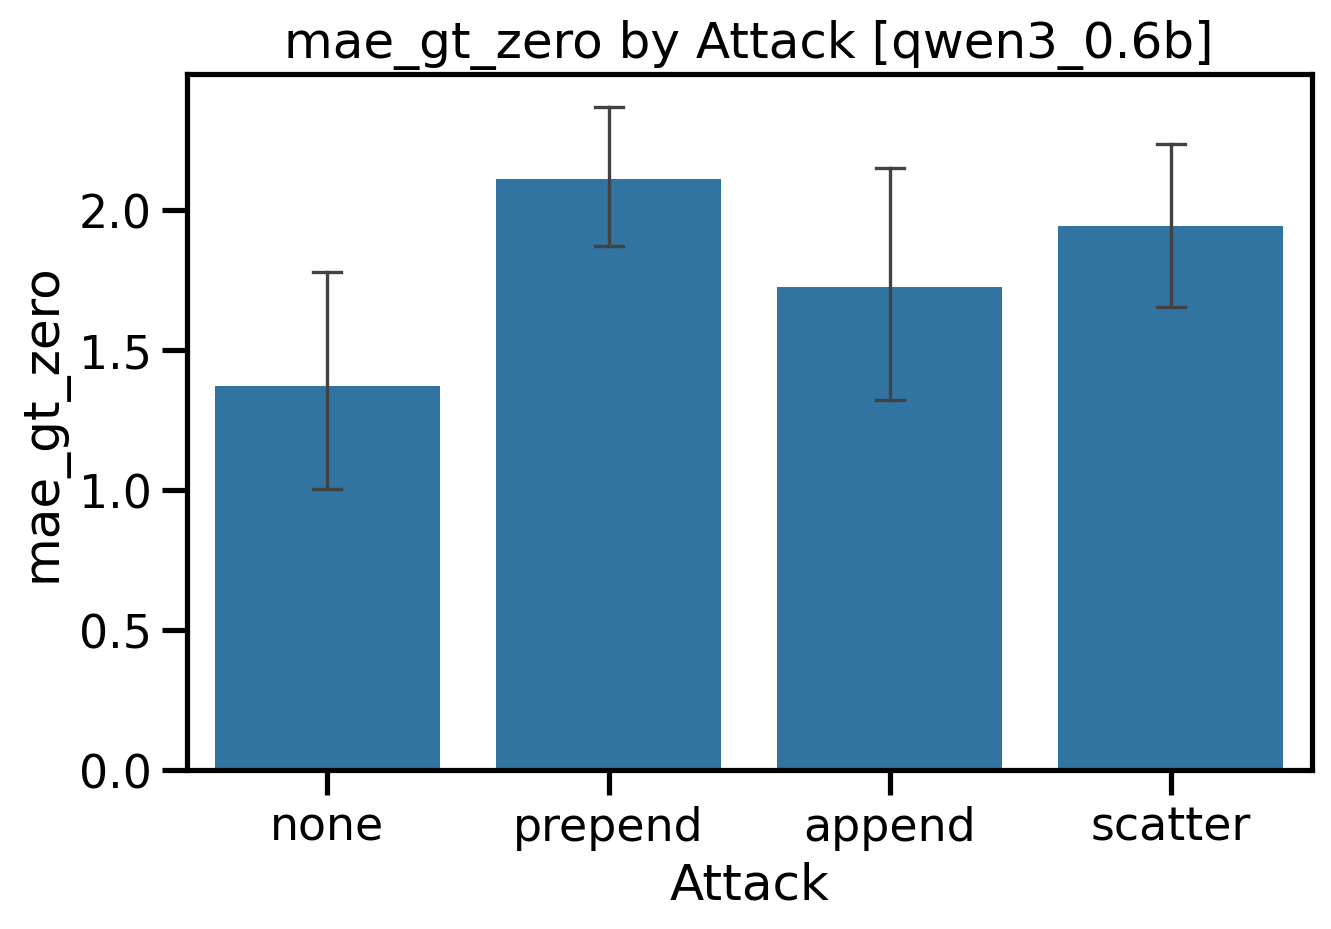 mae_gt_zero by Attack [qwen3_0.6b]
mae_gt_zero
2.0
1.5
1.0
0.5
0.0
none prepend append scatter
Attack